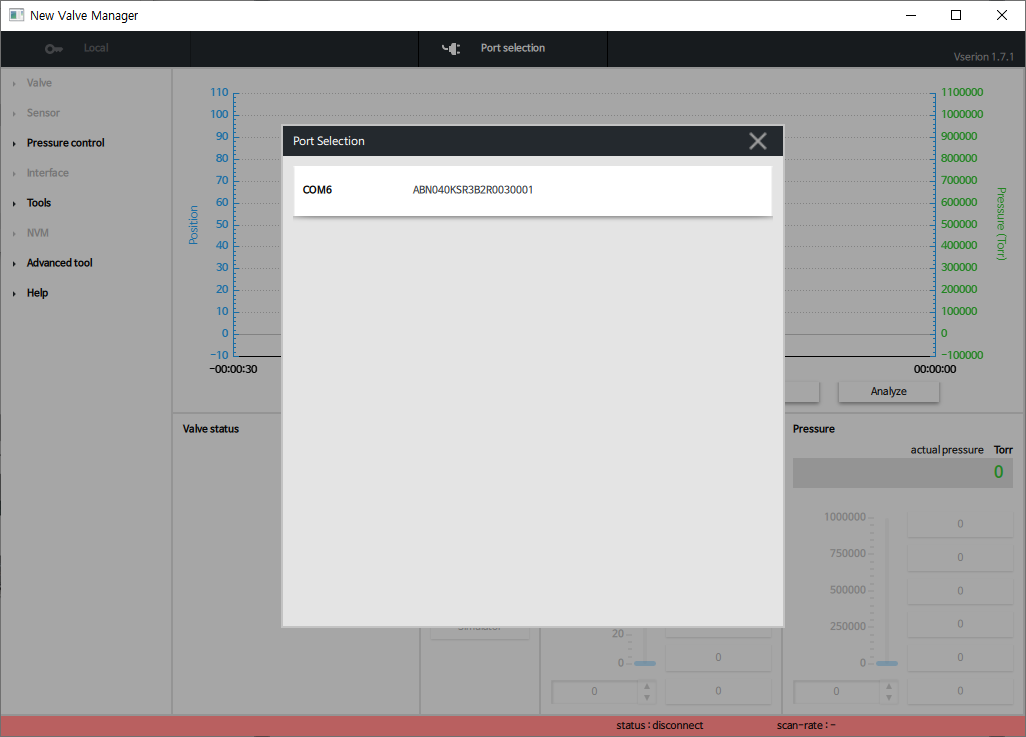 New Valve Manager
Local
Port selection
Vserion 1.7.1
Valve
Sensor
Pressure control
Interface
Tools
NVM
Advanced tool
Help
Position
110
100
90
80
70
60
50
40
30
20
10
0
-10
-00:00:30
Port Selection
COM6 ABN040KSR3B2R0030001
1100000
1000000
900000
800000
700000
600000
500000
400000
300000
200000
100000
0
-100000
Pressure (Torr)
00:00:00
Analyze
Valve status
20
0
0
0
0
Pressure
actual pressure Torr
0
1000000
750000
500000
250000
0
0
0
0
0
0
0
0
status : disconnect
scan-rate : -